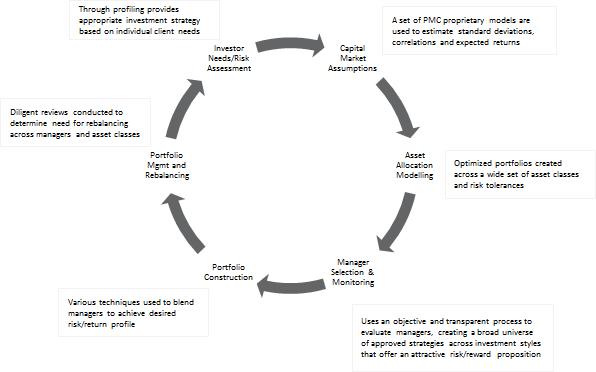 Through profiling provides
appropriate investment strategy
based on individual client needs
Investor
Needs/Risk
Assessment
Capital
Market
Assumptions
A set of PMC proprietary models are
used to estimate standard deviations,
correlations and expected returns
Asset
Allocation
Modelling
Optimized portfolios created
across a wide set of asset classes
and risk tolerances
Manager
Selection &
Monitoring
Uses an objective and transparent process to
evaluate managers, creating a broad universe
of approved strategies across investment styles
that offer an attractive risk/reward proposition
Portfolio
Construction
Various techniques used to blend
managers to achieve desired
risk/return profile
Portfolio
Mgmt and
Rebalancing
Diligent reviews conducted to
determine need for rebalancing
across managers and asset classes